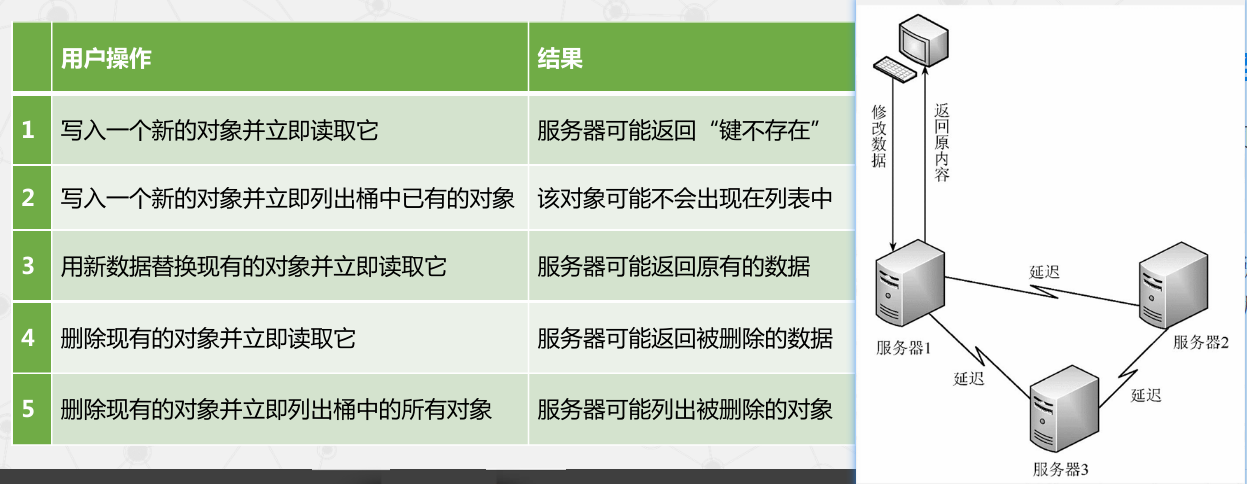 用户操作 结果
1 写入一个新的对象并立即读取它 服务器可能返回“键不存在”
2 写入一个新的对象并立即列出桶中已有的对象 该对象可能不会出现在列表中
3 用新数据替换现有的对象并立即读取它 服务器可能返回原有的数据
4 删除现有的对象并立即读取它 服务器可能返回被删除的数据
5 删除现有的对象并立即列出桶中的所有对象 服务器可能列出被删除的对象
修改数据
返回原内容
延迟
服务器1
服务器2
延迟
延迟
服务器3